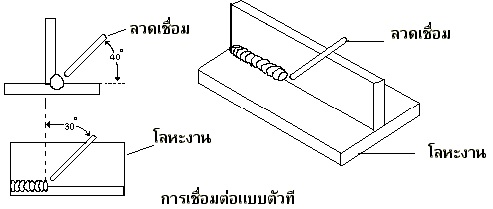 ลวดเชื่อม
40°
30°
โลหะงาน
ลวดเชื่อม
โลหะงาน
การเชื่อมต่อแบบตัวที